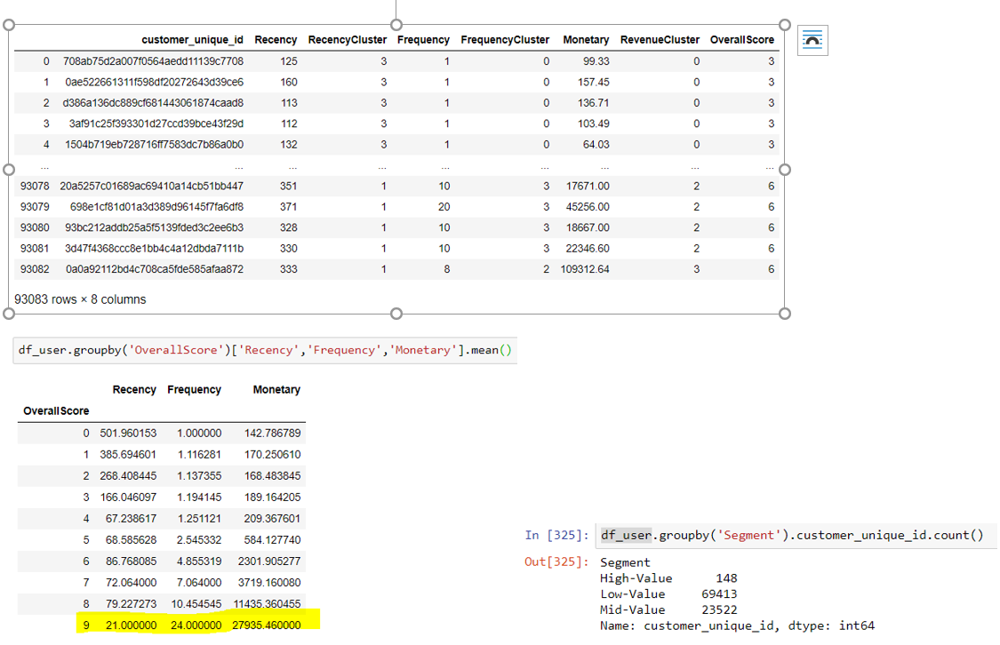 customer_unique_id Recency RecencyCluster Frequency FrequencyCluster Monetary RevenueCluster OverallScore
0 708ab75d2a007f0564aedd11139c7708 125 3 1 0 99.33 0 3
1 0ae522661311f598df20272643d39ce6 160 3 1 0 157.45 0 3
2 d386a136dc889cf681443061874caad8 113 3 1 0 136.71 0 3
3 3af91c25f393301d27ccd39bce43f29d 112 3 1 0 103.49 0 3
4 1504b719eb728716ff7583dc7b86a0b0 132 3 1 0 64.03 0 3
... ... ... ... ... ... ... ... ...
93078 20a5257c01689ac69410a14cb51bb447 351 1 10 3 17671.00 2 6
93079 698e1cf81d01a3d389d96145f7fa6df8 371 1 20 3 45256.00 2 6
93080 93bc212addb25a5f5139fded3c2ee6b3 328 1 10 3 18667.00 2 6
93081 3d47f4368ccc8e1bb4c4a12dbda7111b 330 1 10 3 22346.60 2 6
93082 0a0a92112bd4c708ca5fde585afaa872 333 1 8 2 109312.64 3 6
93083 rows × 8 columns
df_user.groupby('OverallScore')['Recency','Frequency','Monetary'].mean()
Recency Frequency Monetary
OverallScore
0 501.960153 1.000000 142.786789
1 385.694601 1.116281 170.250610
2 268.408445 1.137355 168.483845
3 166.046097 1.194145 189.164205
4 67.238617 1.251121 209.367601
5 68.585628 2.545332 584.127740
6 86.768085 4.855319 2301.905277
7 72.064000 7.064000 3719.160080
8 79.227273 10.454545 11435.360455
9 21.000000 24.000000 27935.460000
In [325]: df_user.groupby('Segment').customer_unique_id.count()
Out[325]: Segment
High-Value 148
Low-Value 69413
Mid-Value 23522
Name: customer_unique_id, dtype: int64